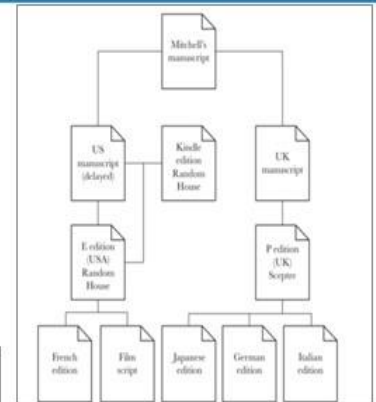 Mitchell's
manuscript
US
manuscript
(delayed)
Kindle
edition
Random
House
UK
manuscript
E edition
(USA)
Random
House
P edition
(UK)
Sceptre
French
edition
Film
script
Japanese
edition
German
edition
Italian
edition